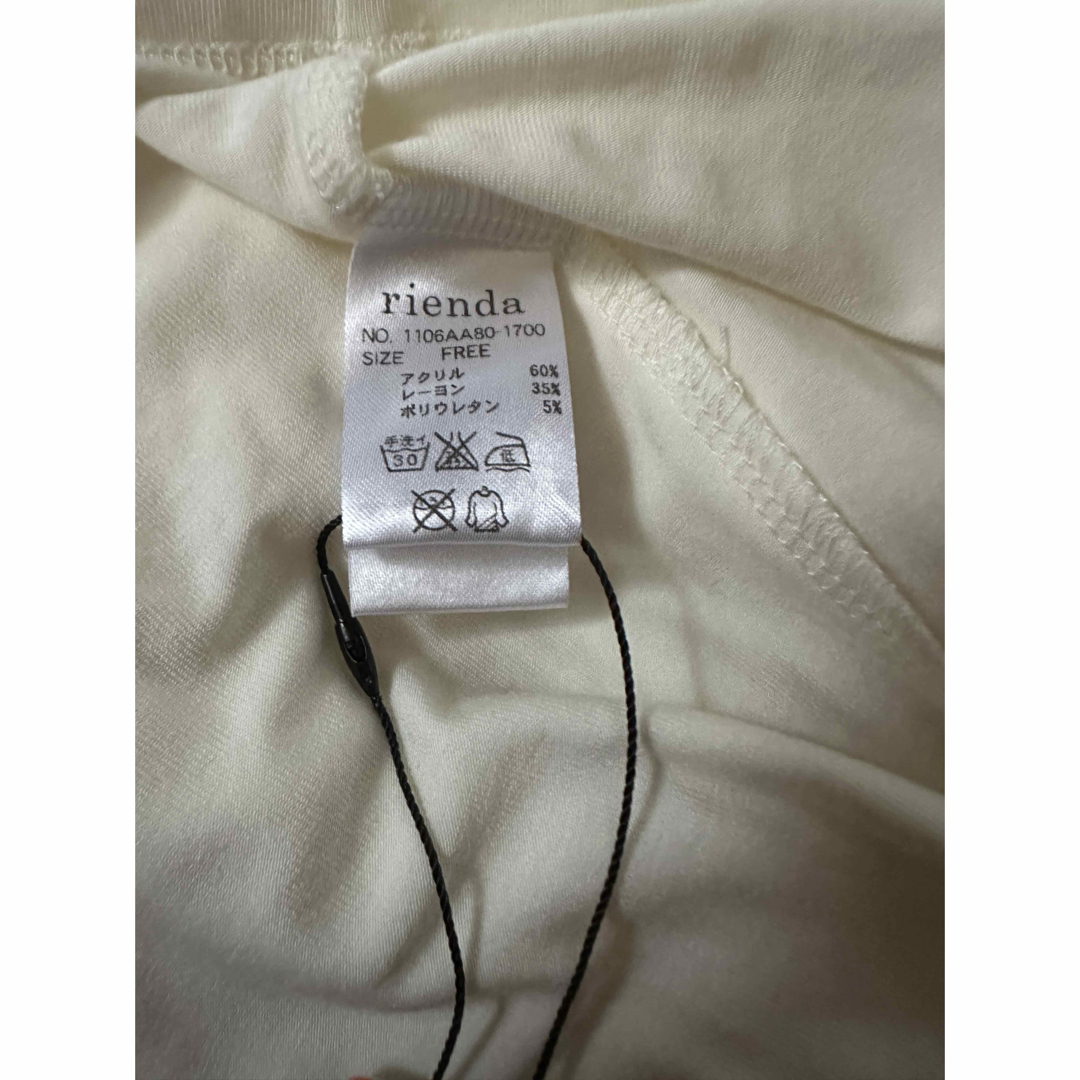 rienda
NO. 1106AA80-1700
SIZE FREE
アクリル 60%
レーヨン 35%
ポリウレタン 5%
手洗イ
30
低